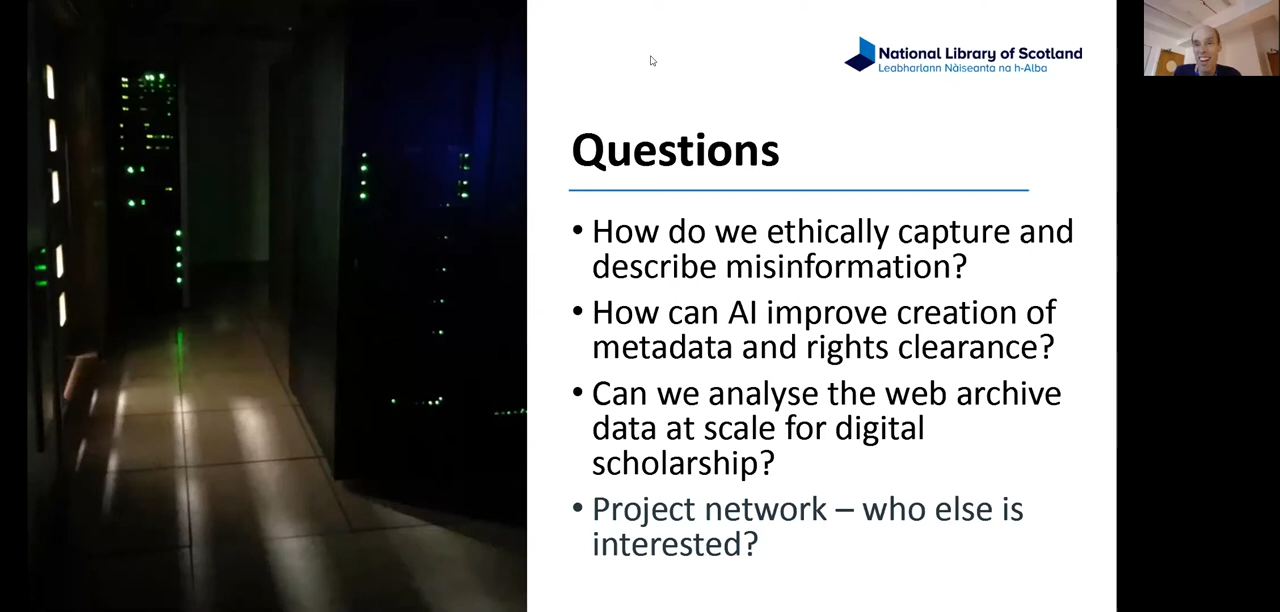 National Library of Scotland
Leabharlann Nàiseanta na h-Alba
Questions
• How do we ethically capture and
describe misinformation?
• How can AI improve creation of
metadata and rights clearance?
• Can we analyse the web archive
data at scale for digital
scholarship?
• Project network – who else is
interested?